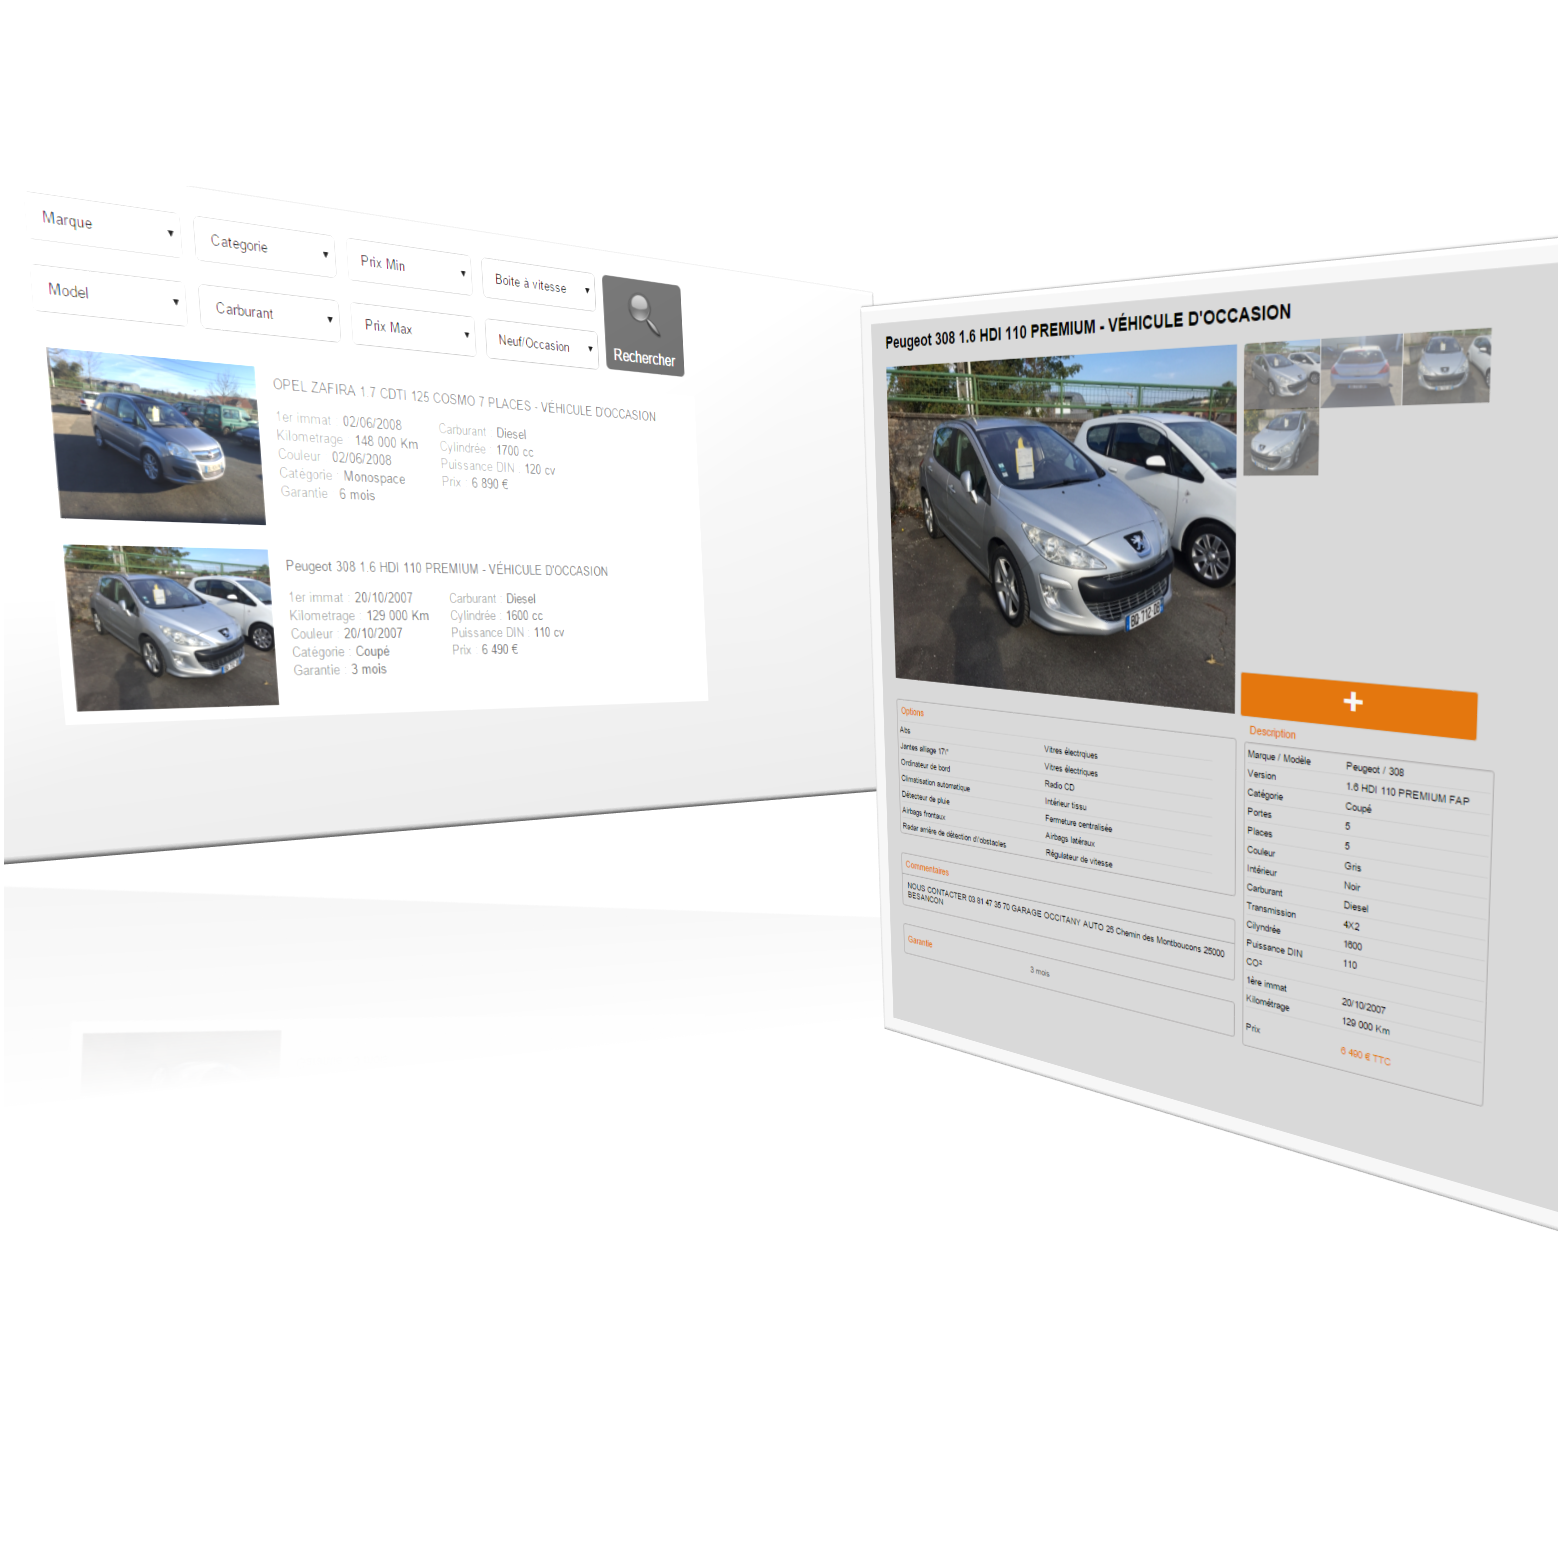 Marque
Categorie
Prix Min
Boite à vitesse
Model
Carburant
Prix Max
Neuf/Occasion
Rechercher
OPEL ZAFIRA 1 7 CDTI 125 COSMO 7 PLACES - VÉHICULE D'OCCASION
1er immat 02/06/2008
Kilometrage 148 000 Km
Couleur 02/06/2008
Catégorie Monospace
Garantie 6 mois
Carburant Diesel
Cylindrée : 1700 cc
Puissance DIN : 120 cv
Prix : 6 890 €
Peugeot 308 1.6 HDI 110 PREMIUM - VÉHICULE D'OCCASION
1er immat : 20/10/2007
Kilometrage : 129 000 Km
Couleur : 20/10/2007
Catégorie : Coupé
Garantie : 3 mois
Carburant : Diesel
Cylindrée : 1600 cc
Puissance DIN : 110 cv
Prix : 6 490 €
Peugeot 308 1.6 HDI 110 PREMIUM - VÉHICULE D'OCCASION
+
Options
Abs
Jantes alliage 17\"
Ordinateur de bord
Climatisation automatique
Détecteur de pluie
Airbags frontaux
Radar arrière de détection d\'obstacles
Vitres électrqiues
Vitres électriques
Radio CD
Intérieur tissu
Fermeture centralisée
Airbags latéraux
Régulateur de vitesse
Commentaires
NOUS CONTACTER 03 81 47 35 70 GARAGE OCCITANY AUTO 25 Chemin des Montboucons 25000
BESANCON
Garantie
3 mois
Description
Marque / Modèle Peugeot / 308
Version 1.6 HDI 110 PREMIUM FAP
Catégorie Coupé
Portes 5
Places 5
Couleur Gris
Intérieur Noir
Carburant Diesel
Transmission 4X2
Cilyndrée 1600
Puissance DIN 110
CO²
1ère immat 20/10/2007
Kilométrage 129 000 Km
Prix 6 490 € TTC